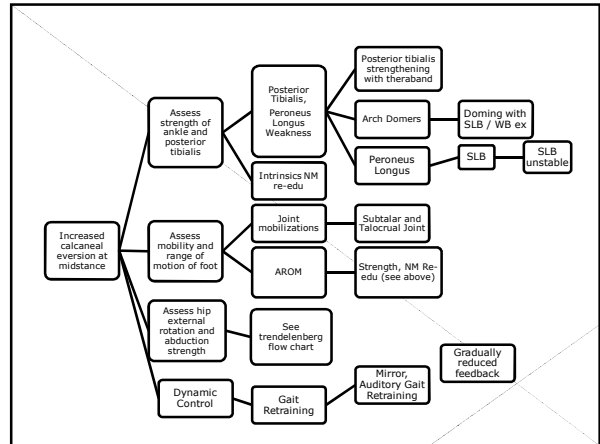 Increased
calcaneal
eversion at
midstance
Assess
strength of
ankle and
posterior
tibialis
Posterior
Tibialis,
Peroneus
Longus
Weakness
Posterior tibialis
strengthening
with theraband
Arch Domers
Doming with
SLB / WB ex
Peroneus
Longus
SLB
SLB
unstable
Intrinsics NM
re-edu
Assess
mobility and
range of
motion of foot
Joint
mobilizations
Subtalar and
Talocrual Joint
AROM
Strength, NM Re-
edu (see above)
Assess hip
external
rotation and
abduction
strength
See
trendelenberg
flow chart
Dynamic
Control
Gait
Retraining
Mirror,
Auditory Gait
Retraining
Gradually
reduced
feedback